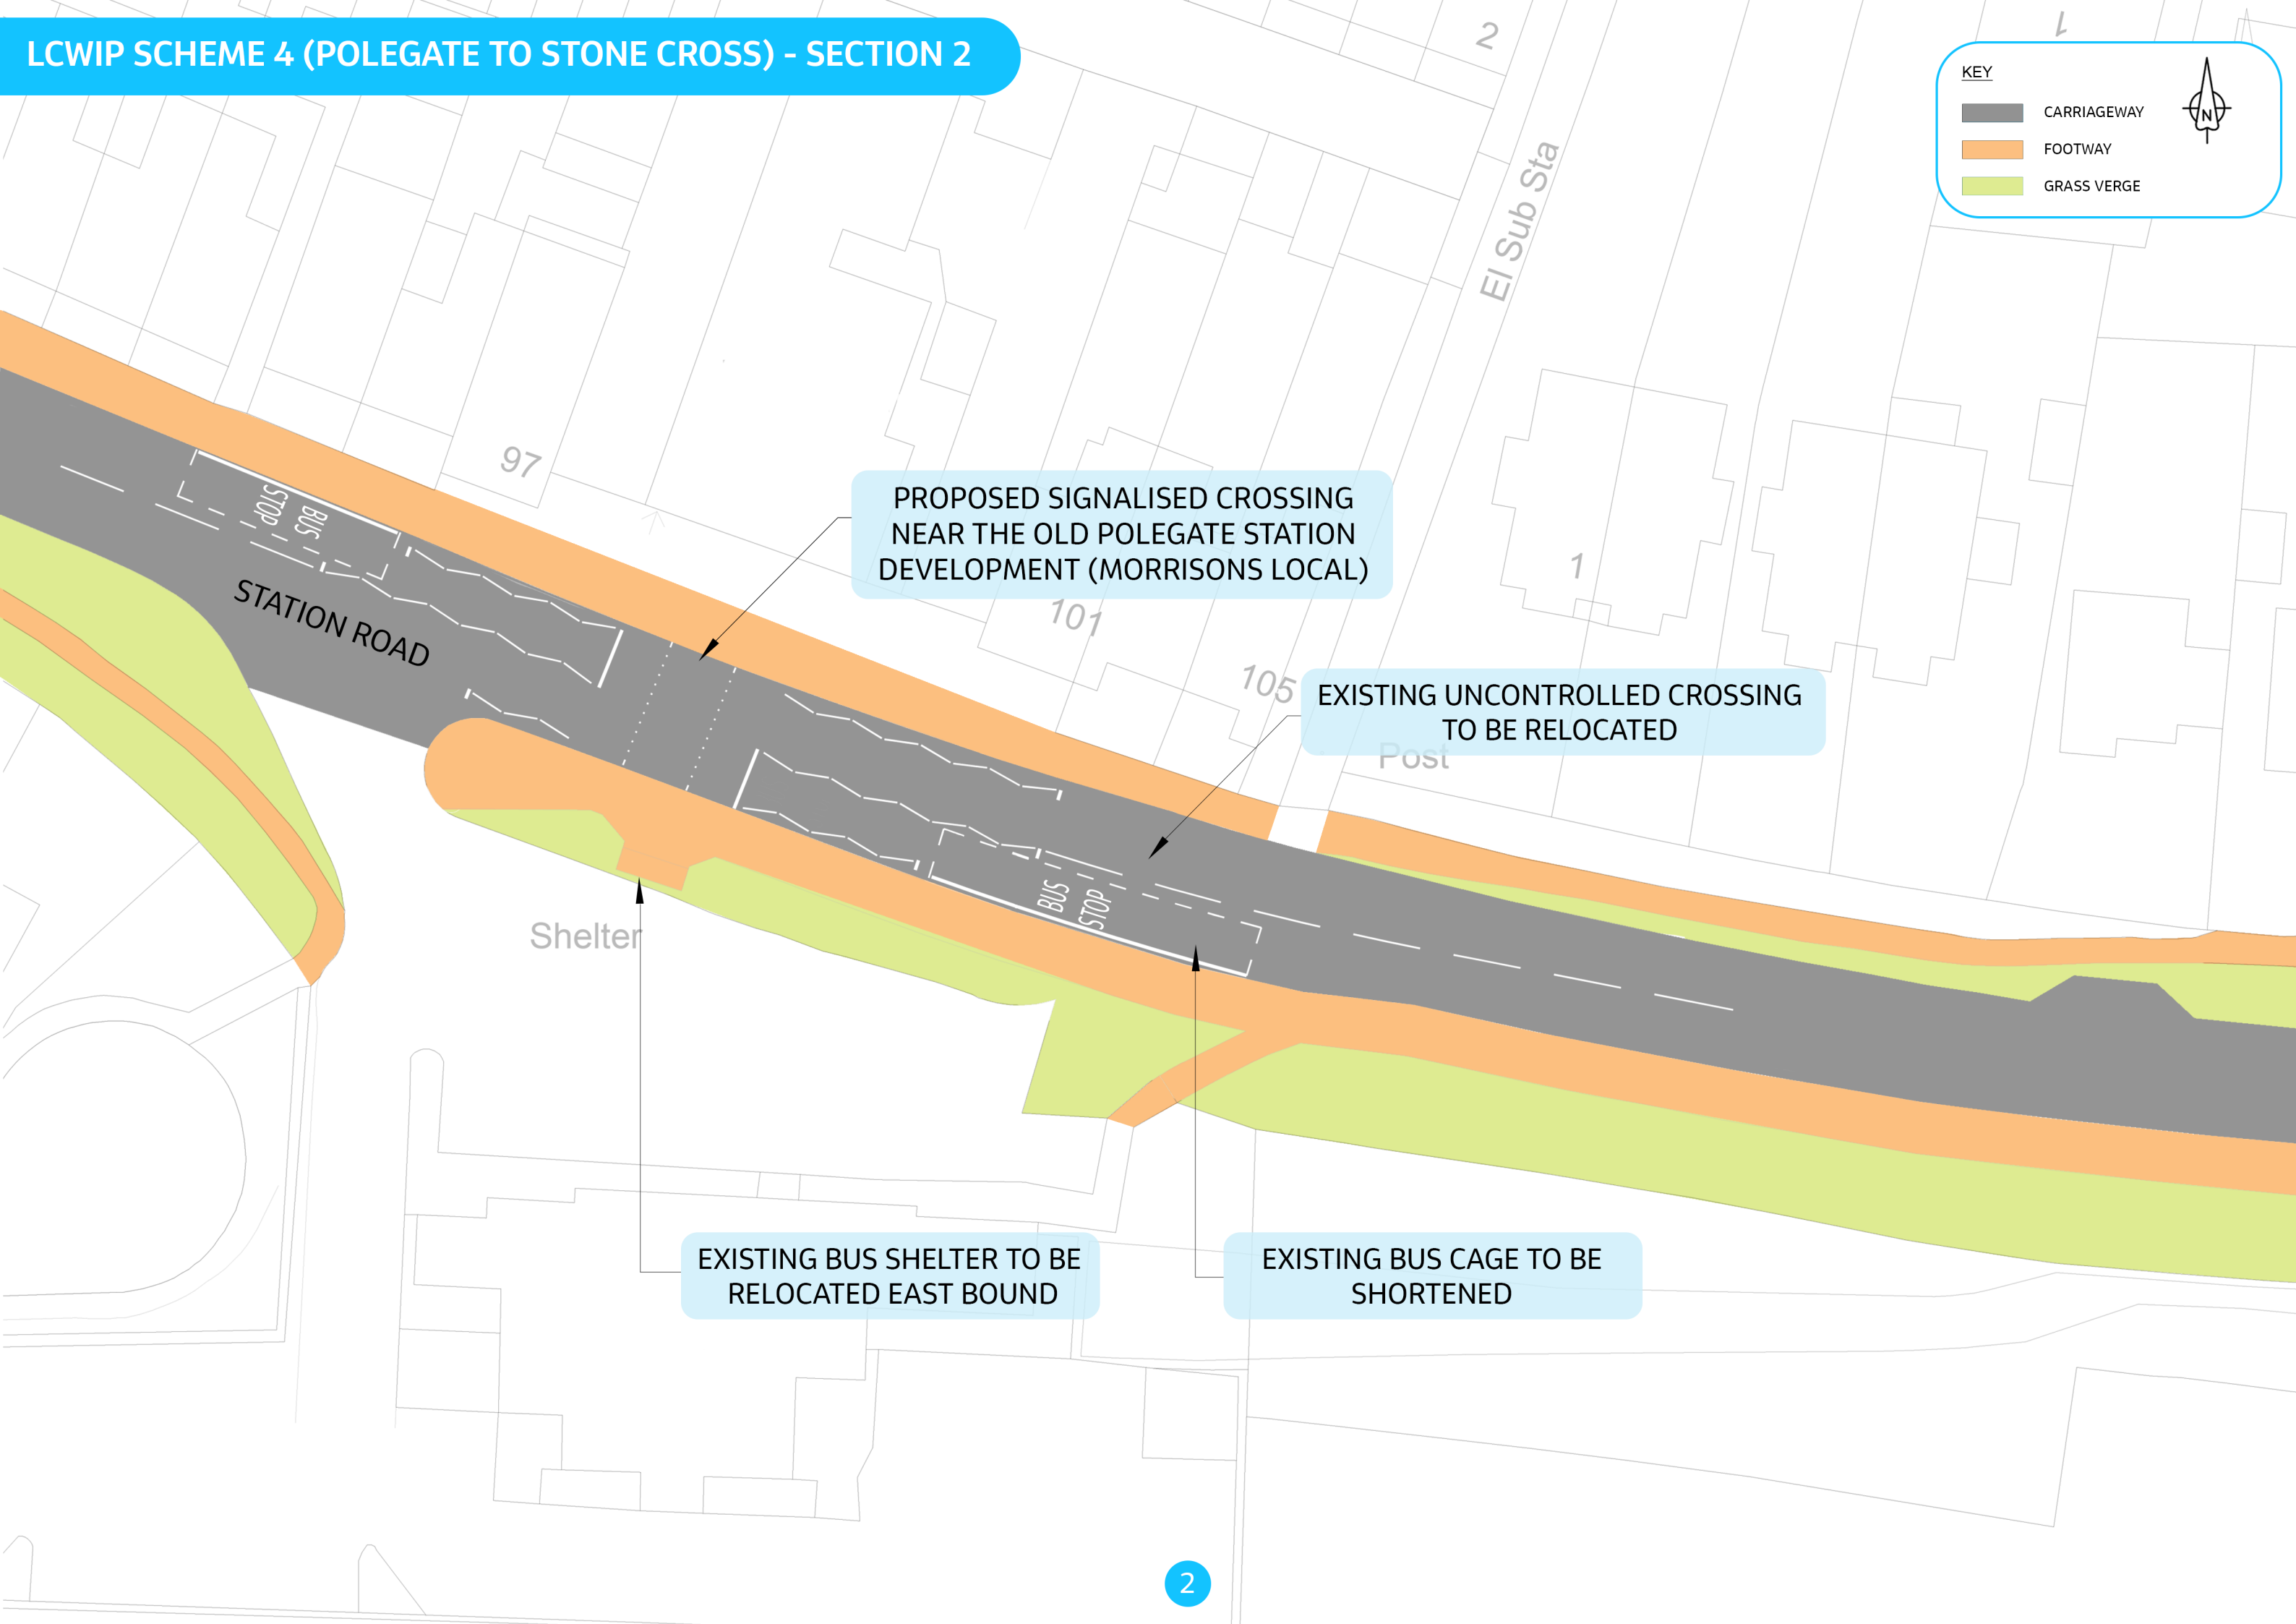 LCWIP SCHEME 4 (POLEGATE TO STONE CROSS) - SECTION 2
2
1
KEY
N
CARRIAGEWAY
FOOTWAY
GRASS VERGE
El Sub Sta
97
PROPOSED SIGNALISED CROSSING
NEAR THE OLD POLEGATE STATION
DEVELOPMENT (MORRISONS LOCAL)
BUS
STOP
STATION ROAD
1
101
105
EXISTING UNCONTROLLED CROSSING
TO BE RELOCATED
Post
BUS
STOP
Shelter
EXISTING BUS SHELTER TO BE
RELOCATED EAST BOUND
EXISTING BUS CAGE TO BE
SHORTENED
2